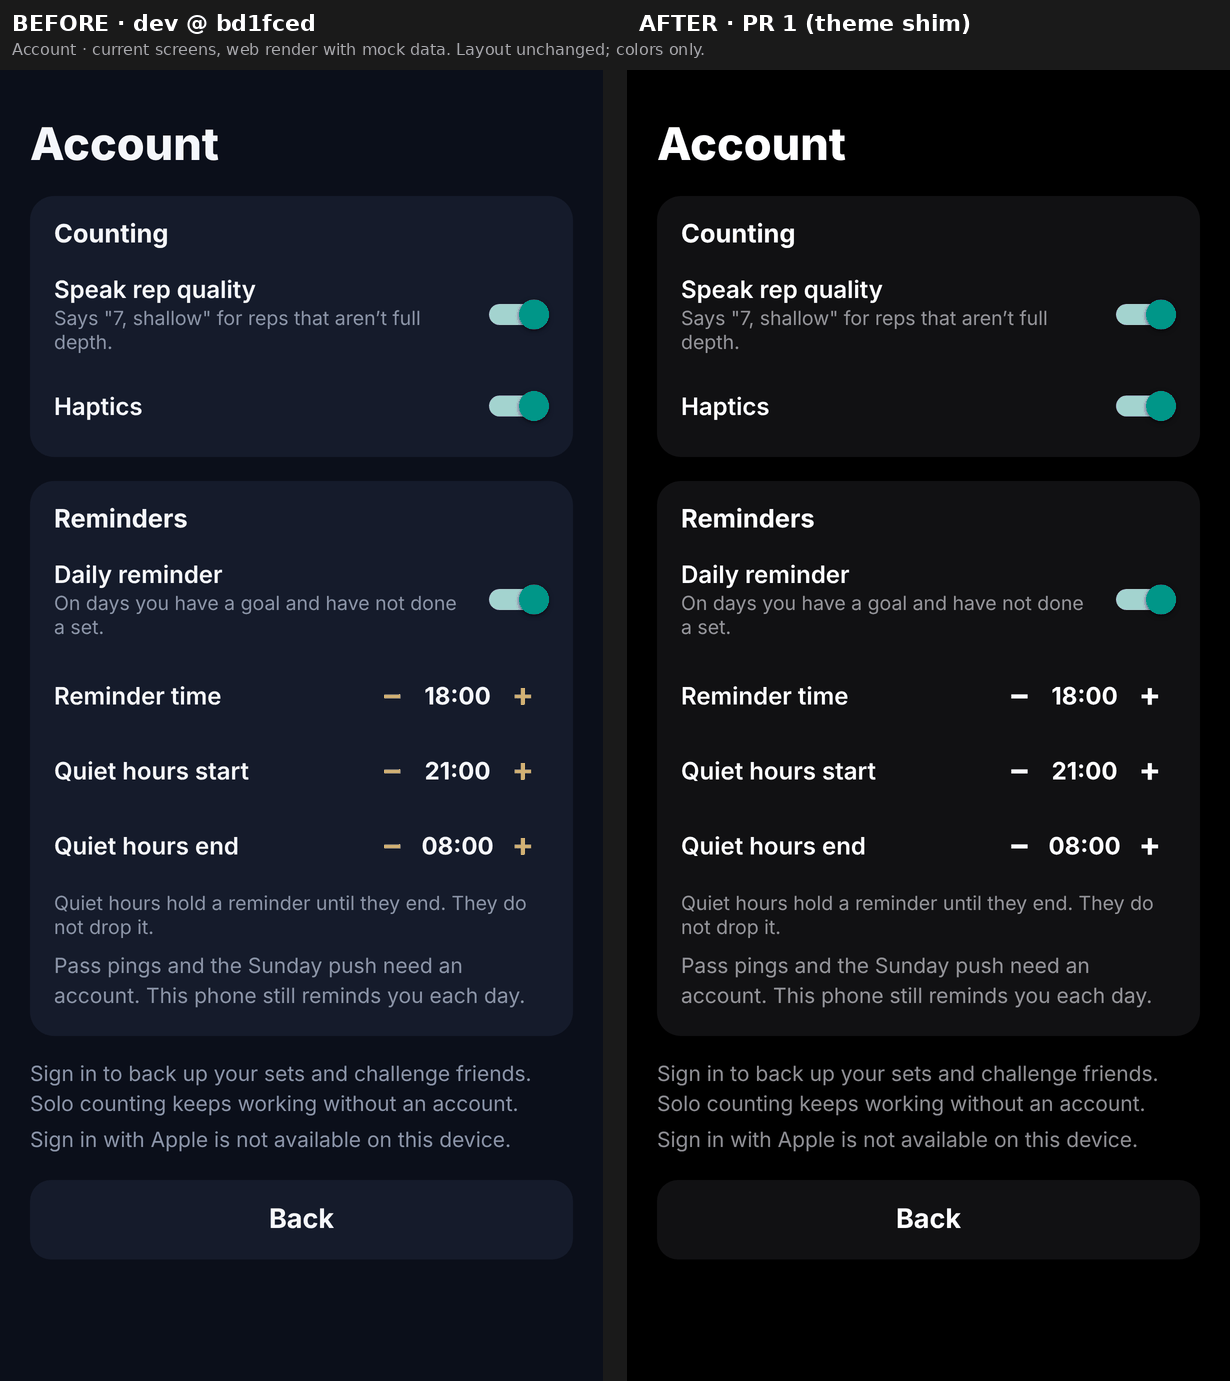 BEFORE · dev @ bd1fced
AFTER · PR 1 (theme shim)
Account · current screens, web render with mock data. Layout unchanged; colors only.
Account
Counting
Speak rep quality
Says "7, shallow" for reps that aren’t full
depth.
Haptics
Reminders
Daily reminder
On days you have a goal and have not done
a set.
Reminder time − 18:00 +
Quiet hours start − 21:00 +
Quiet hours end − 08:00 +
Quiet hours hold a reminder until they end. They do
not drop it.
Pass pings and the Sunday push need an
account. This phone still reminds you each day.
Sign in to back up your sets and challenge friends.
Solo counting keeps working without an account.
Sign in with Apple is not available on this device.
Back
Account
Counting
Speak rep quality
Says "7, shallow" for reps that aren’t full
depth.
Haptics
Reminders
Daily reminder
On days you have a goal and have not done
a set.
Reminder time − 18:00 +
Quiet hours start − 21:00 +
Quiet hours end − 08:00 +
Quiet hours hold a reminder until they end. They do
not drop it.
Pass pings and the Sunday push need an
account. This phone still reminds you each day.
Sign in to back up your sets and challenge friends.
Solo counting keeps working without an account.
Sign in with Apple is not available on this device.
Back